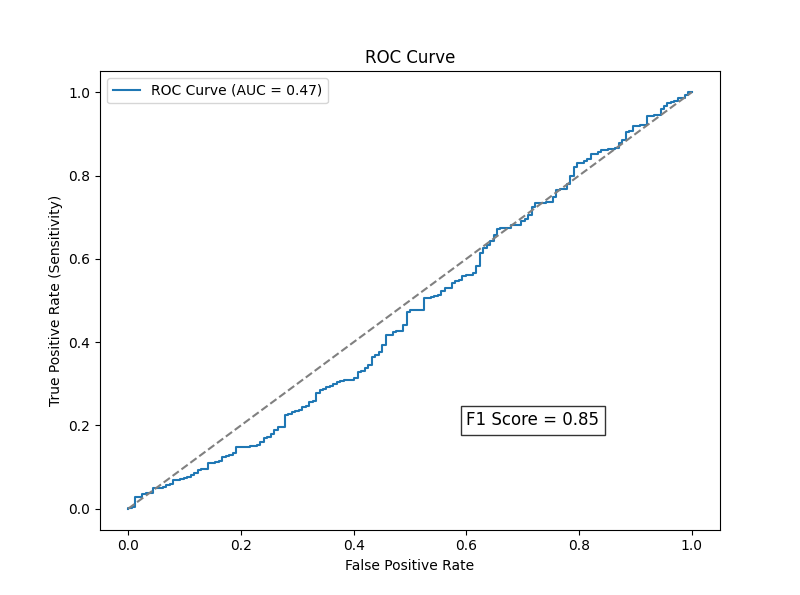 ROC Curve
ROC Curve (AUC = 0.47)
True Positive Rate (Sensitivity)
1.0
0.8
0.6
0.4
0.2
0.0
F1 Score = 0.85
0.0 0.2 0.4 0.6 0.8 1.0
False Positive Rate